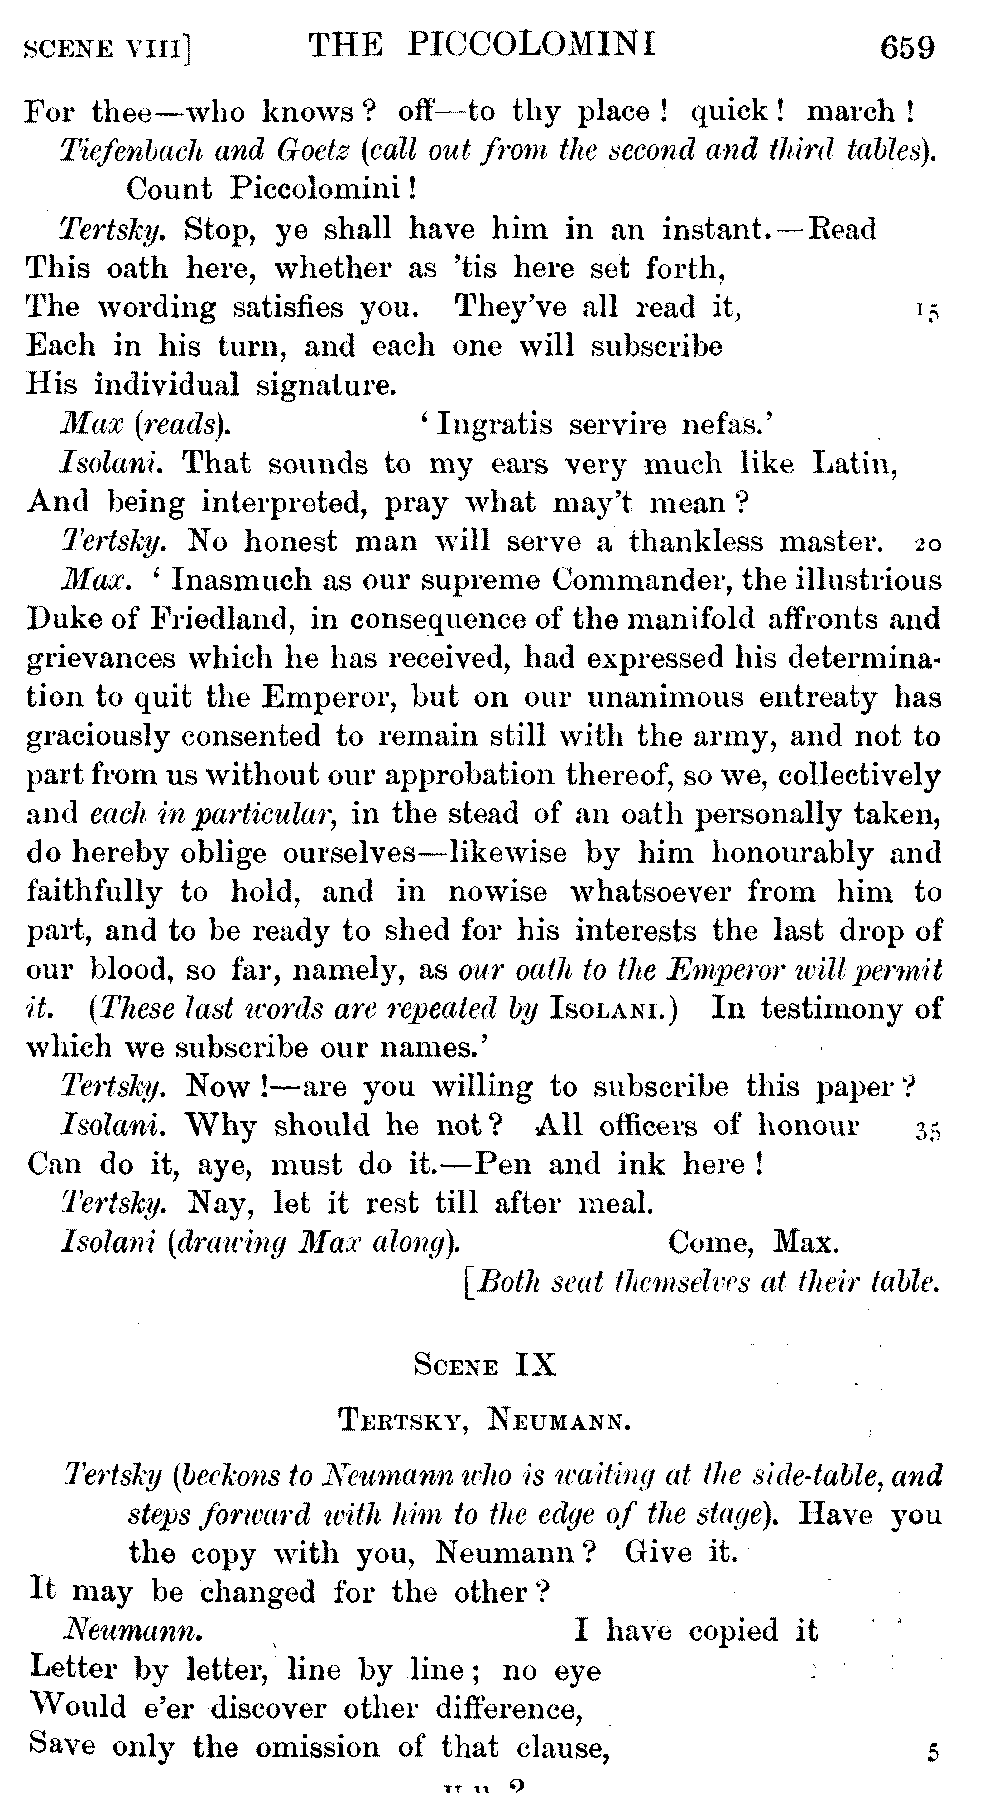 SCENE VIII] THE PICCOLOMINI 659
For thee—who knows? off—to thy place! quick! march!
Tiefenbach and Goetz (call out from the second and third tables).
Count Piccolomini!
Tertsky. Stop, ye shall have him in an instant.—Read
This oath here, whether as ’tis here set forth,
The wording satisfies you. They’ve all read it, 15
Each in his turn, and each one will subscribe
His individual signature.
Max (reads). ‘Ingratis servire nefas.’
Isolani. That sounds to my ears very much like Latin,
And being interpreted, pray what may’t mean?
Tertsky. No honest man will serve a thankless master. 20
Max. ‘Inasmuch as our supreme Commander, the illustrious
Duke of Friedland, in consequence of the manifold affronts and
grievances which he has received, had expressed his determina-
tion to quit the Emperor, but on our unanimous entreaty has
graciously consented to remain still with the army, and not to
part from us without our approbation thereof, so we, collectively
and each in particular, in the stead of an oath personally taken,
do hereby oblige ourselves—likewise by him honourably and
faithfully to hold, and in nowise whatsoever from him to
part, and to be ready to shed for his interests the last drop of
our blood, so far, namely, as our oath to the Emperor will permit
it. (These last words are repeated by ISOLANI.) In testimony of
which we subscribe our names.’
Tertsky. Now!—are you willing to subscribe this paper?
Isolani. Why should he not? All officers of honour 35
Can do it, aye, must do it.—Pen and ink here!
Tertsky. Nay, let it rest till after meal.
Isolani (drawing Max along). Come, Max.
[Both seat themselves at their table.
SCENE IX
TERTSKY, NEUMANN.
Tertsky (beckons to Neumann who is waiting at the side-table, and
steps forward with him to the edge of the stage). Have you
the copy with you, Neumann? Give it.
It may be changed for the other?
Neumann. I have copied it
Letter by letter, line by line; no eye
Would e’er discover other difference,
Save only the omission of that clause, 5